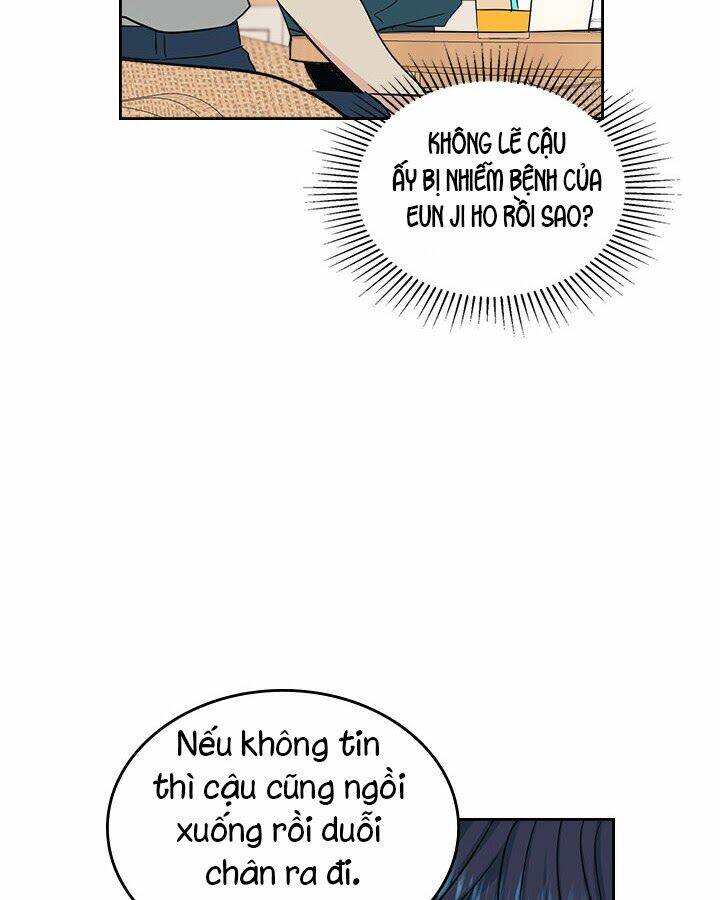 KHÔNG LẼ CẬU
ẤY BỊ NHIỄM BỆNH CỦA
EUN JI HO RỒI SAO?
Nếu không tin
thì cậu cũng ngồi
xuống rồi duỗi
chân ra đi.